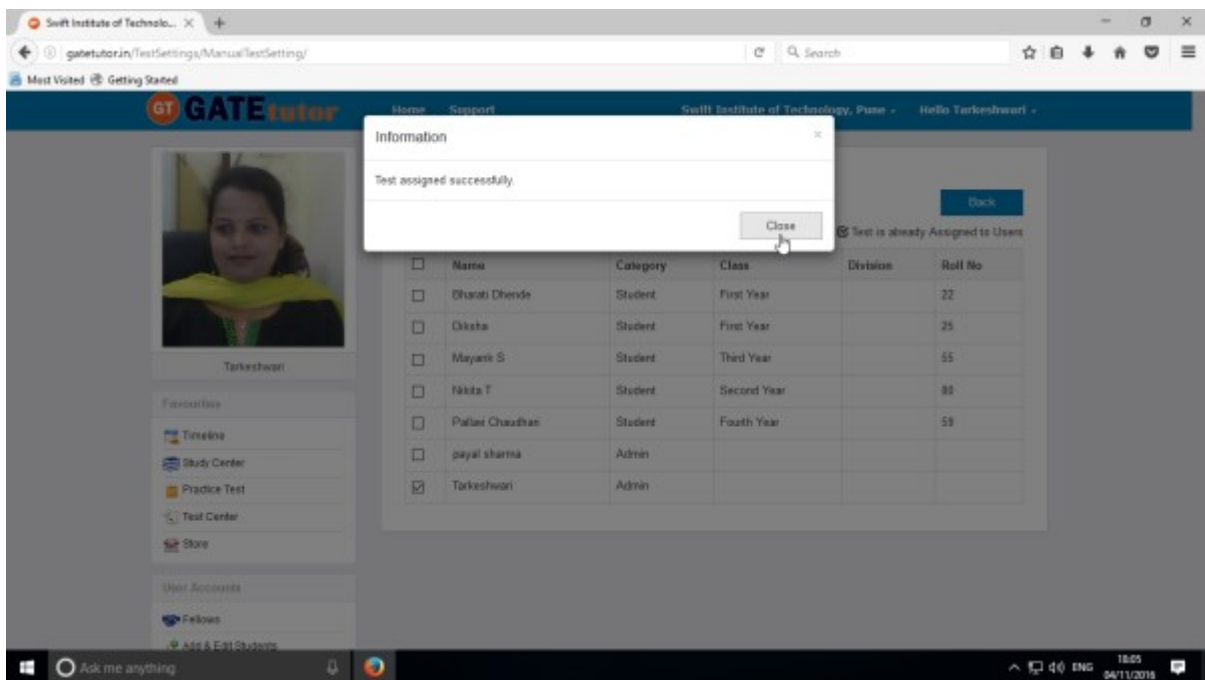 Swift Institute of Technolo...
gatetutor.in/TestSettings/ManualTestSetting/
Search
Most Visited Getting Started
GT GATEtutor Home Support Swift Institute of Technology, Pune Hello Tarkeshwari
Information ×
Test assigned successfully.
Close
Back
Test is already Assigned to Users
Name Category Class Division Roll No
Bharati Dhende Student First Year 22
Diksha Student First Year 25
Mayank S Student Third Year 55
Nikita T Student Second Year 80
Pallavi Chaudhari Student Fourth Year 59
payal sharma Admin
Tarkeshwari Admin
Tarkeshwari
Favourites
Timeline
Study Center
Practice Test
Test Center
Store
User Accounts
Fellows
Add & Edit Students
Ask me anything
ENG
18:05
04/11/2016